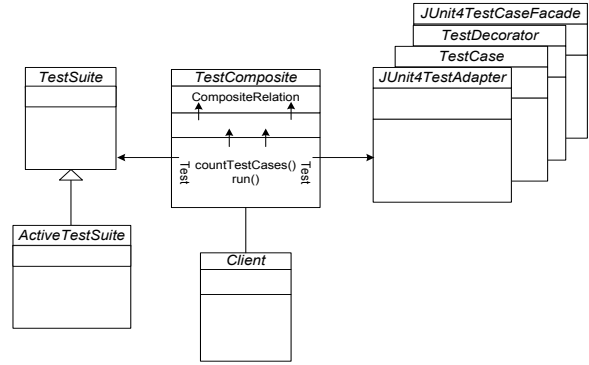 JUnit4TestCaseFacade
TestDecorator
TestCase
JUnit4TestAdapter
TestSuite
TestComposite
CompositeRelation
Test
countTestCases()
run()
Test
ActiveTestSuite
Client